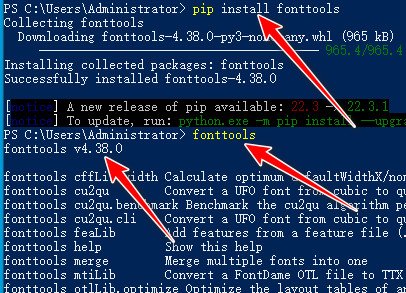 PS C:\Users\Administrator> pip install fonttools
Collecting fonttools
Downloading fonttools-4.38.0-py3-none-any.whl (965 kB)
965.4/965.4
Installing collected packages: fonttools
Successfully installed fonttools-4.38.0
[notice] A new release of pip available: 22.3 -> 22.3.1
[notice] To update, run: python.exe -m pip install --upgra
PS C:\Users\Administrator> fonttools
fonttools v4.38.0
fonttools cffLib.width Calculate optimum defaultWidthX/nom
fonttools cu2qu Convert a UFO font from cubic to qu
fonttools cu2qu.benchmark Benchmark the cu2qu algorithm pe
fonttools cu2qu.cli Convert a UFO font from cubic to qu
fonttools feaLib Add features from a feature file (.
fonttools help Show this help
fonttools merge Merge multiple fonts into one
fonttools mtiLib Convert a FontDame OTL file to TTX
fonttools otlLib.optimize Optimize the layout tables of an